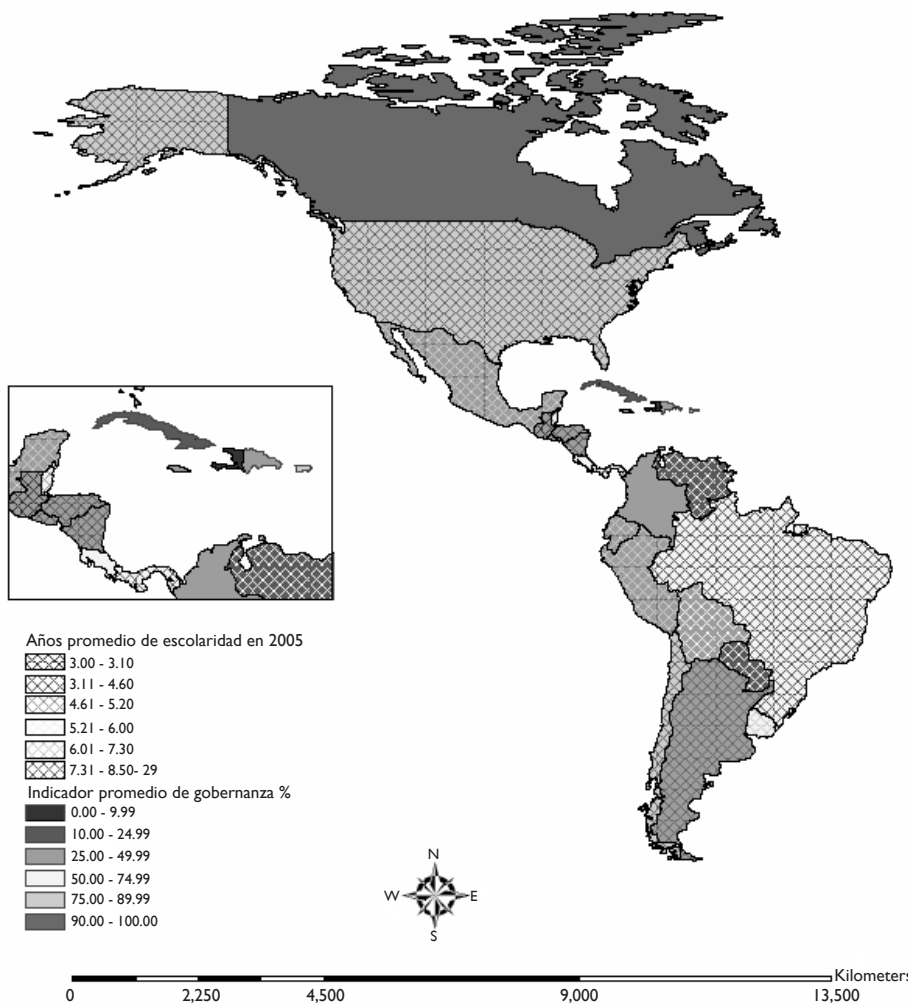 Años promedio de escolaridad en 2005
3.00 - 3.10
3.11 - 4.60
4.61 - 5.20
5.21 - 6.00
6.01 - 7.30
7.31 - 8.50- 29
Indicador promedio de gobernanza %
0.00 - 9.99
10.00 - 24.99
25.00 - 49.99
50.00 - 74.99
75.00 - 89.99
90.00 - 100.00
N
W E
S
Kilometers
0 2,250 4,500 9,000 13,500